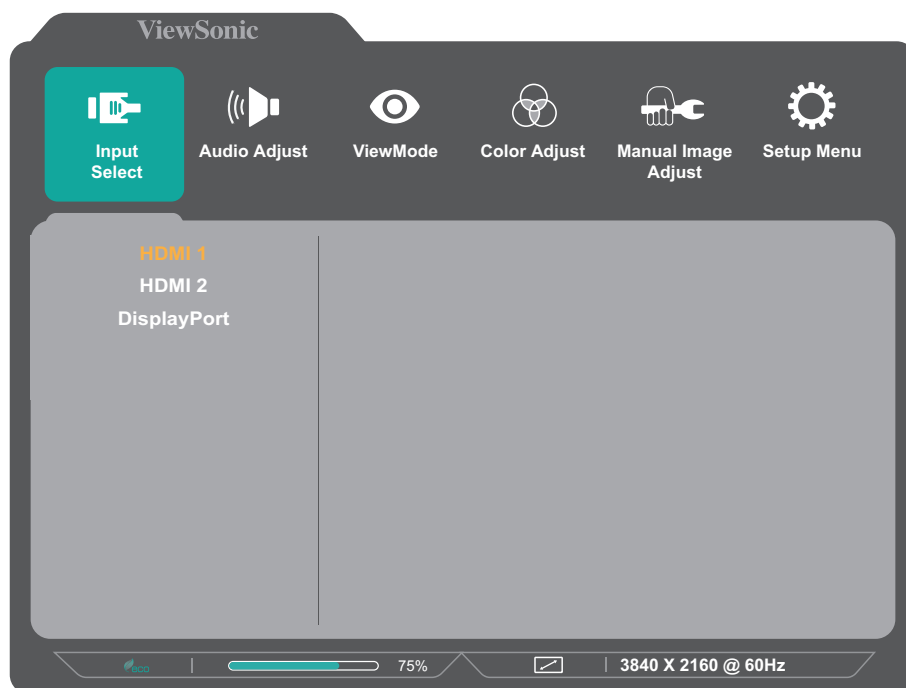 ViewSonic
Input
Select
Audio Adjust
ViewMode
Color Adjust
Manual Image
Adjust
Setup Menu
HDMI 1
HDMI 2
DisplayPort
75%
3840 X 2160 @ 60Hz